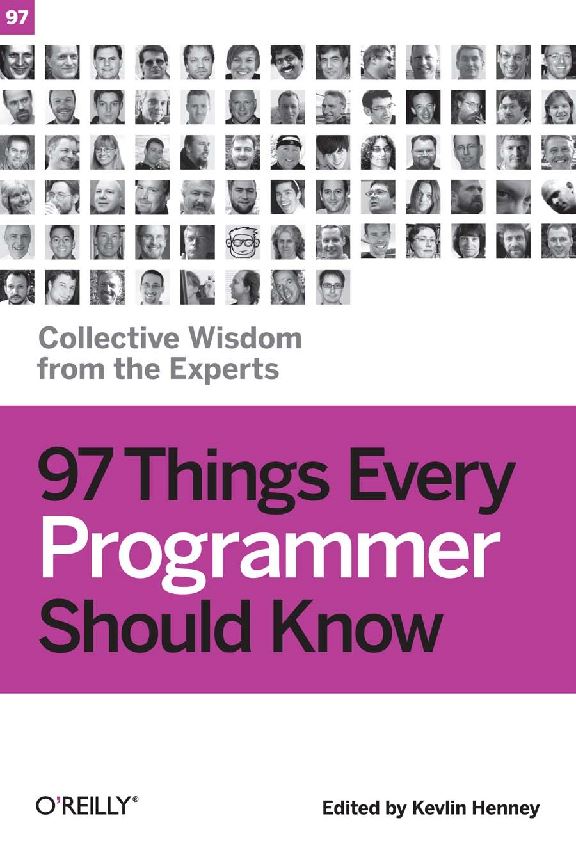 97
Collective Wisdom
from the Experts
97 Things Every
Programmer
Should Know
O'REILLY®
Edited by Kevlin Henney